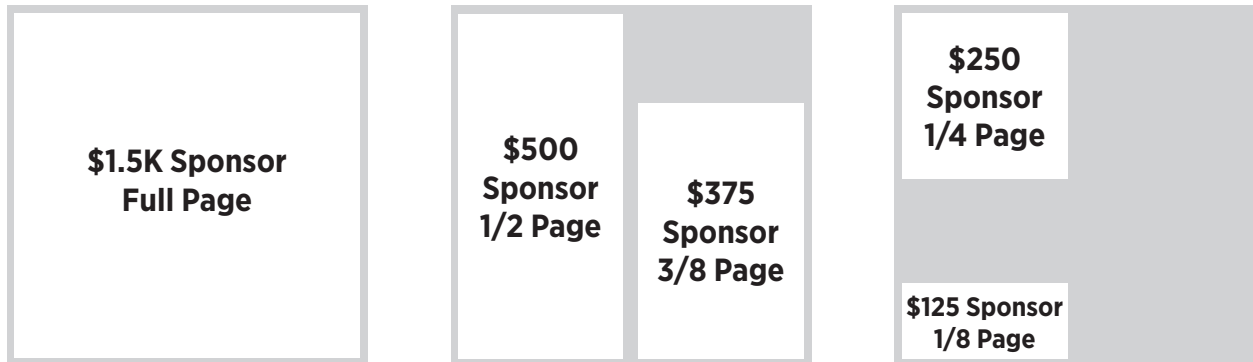 $1.5K Sponsor
Full Page
$500
Sponsor
1/2 Page
$375
Sponsor
3/8 Page
$250
Sponsor
1/4 Page
$125 Sponsor
1/8 Page